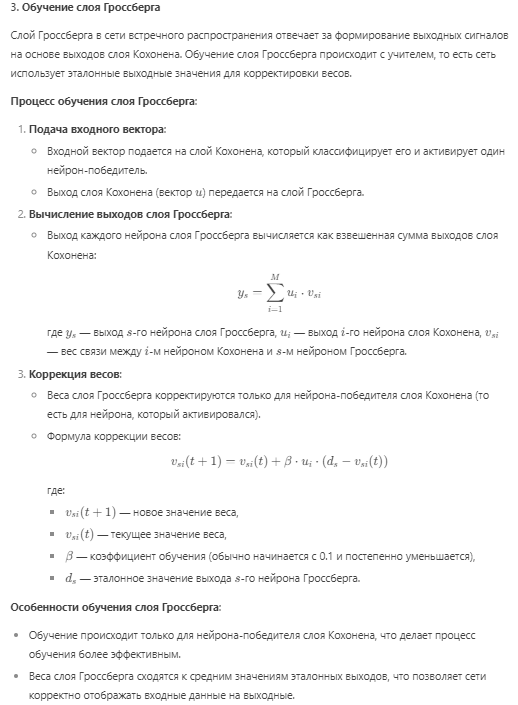 3. Обучение слоя Гроссберга
Слой Гроссберга в сети встречного распространения отвечает за формирование выходных сигналов
на основе выходов слоя Кохонена. Обучение слоя Гроссберга происходит с учителем, то есть сеть
использует эталонные выходные значения для корректировки весов.
Процесс обучения слоя Гроссберга:
1. Подача входного вектора:
○ Входной вектор подается на слой Кохонена, который классифицирует его и активирует один
нейрон-победитель.
○ Выход слоя Кохонена (вектор u) передается на слой Гроссберга.
2. Вычисление выходов слоя Гроссберга:
○ Выход каждого нейрона слоя Гроссберга вычисляется как взвешенная сумма выходов слоя
Кохонена:
yₛ = ∑_{i=1}^{M} u_i · v_{si}
где yₛ — выход s-го нейрона слоя Гроссберга, u_i — выход i-го нейрона слоя Кохонена, v_{si}
— вес связи между i-м нейроном Кохонена и s-м нейроном Гроссберга.
3. Коррекция весов:
○ Веса слоя Гроссберга корректируются только для нейрона-победителя слоя Кохонена (то
есть для нейрона, который активировался).
○ Формула коррекции весов:
v_{si}(t + 1) = v_{si}(t) + β · u_i · (d_s − v_{si}(t))
где:
▪ v_{si}(t + 1) — новое значение веса,
▪ v_{si}(t) — текущее значение веса,
▪ β — коэффициент обучения (обычно начинается с 0.1 и постепенно уменьшается),
▪ d_s — эталонное значение выхода s-го нейрона Гроссберга.
Особенности обучения слоя Гроссберга:
• Обучение происходит только для нейрона-победителя слоя Кохонена, что делает процесс
обучения более эффективным.
• Веса слоя Гроссберга сходятся к средним значениям эталонных выходов, что позволяет сети
корректно отображать входные данные на выходные.